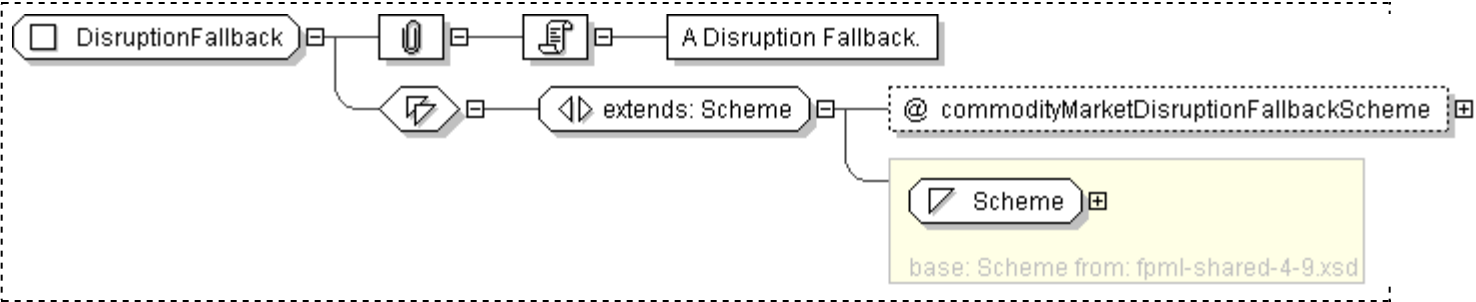 DisruptionFallback
A Disruption Fallback.
extends: Scheme
@ commodityMarketDisruptionFallbackScheme
Scheme
base: Scheme from: fpml-shared-4-9.xsd